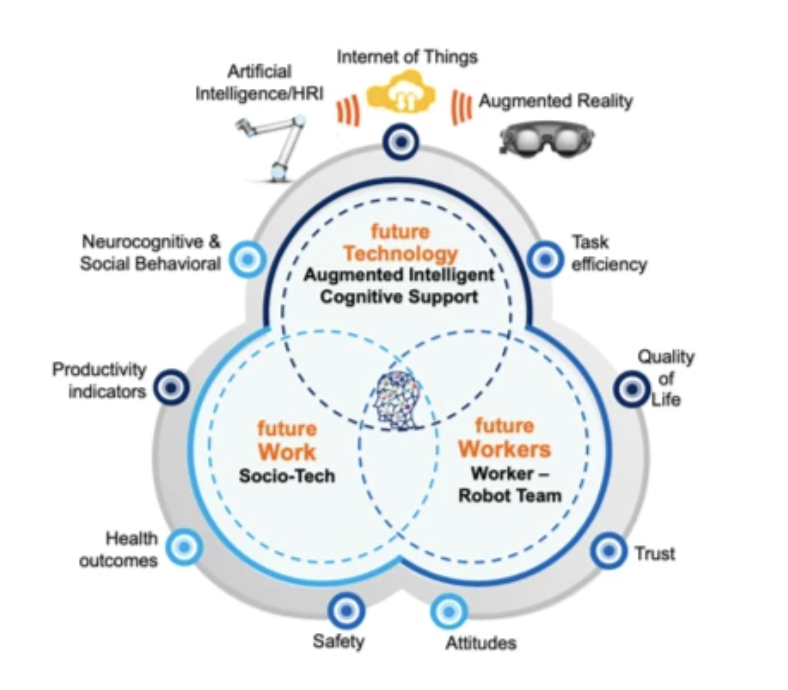 Internet of Things
Artificial
Intelligence/HRI
Augmented Reality
future
Technology
Augmented Intelligent
Cognitive Support
Neurocognitive &
Social Behavioral
Task
efficiency
Productivity
indicators
Quality
of
Life
future
Work
Socio-Tech
future
Workers
Worker –
Robot Team
Health
outcomes
Trust
Safety
Attitudes